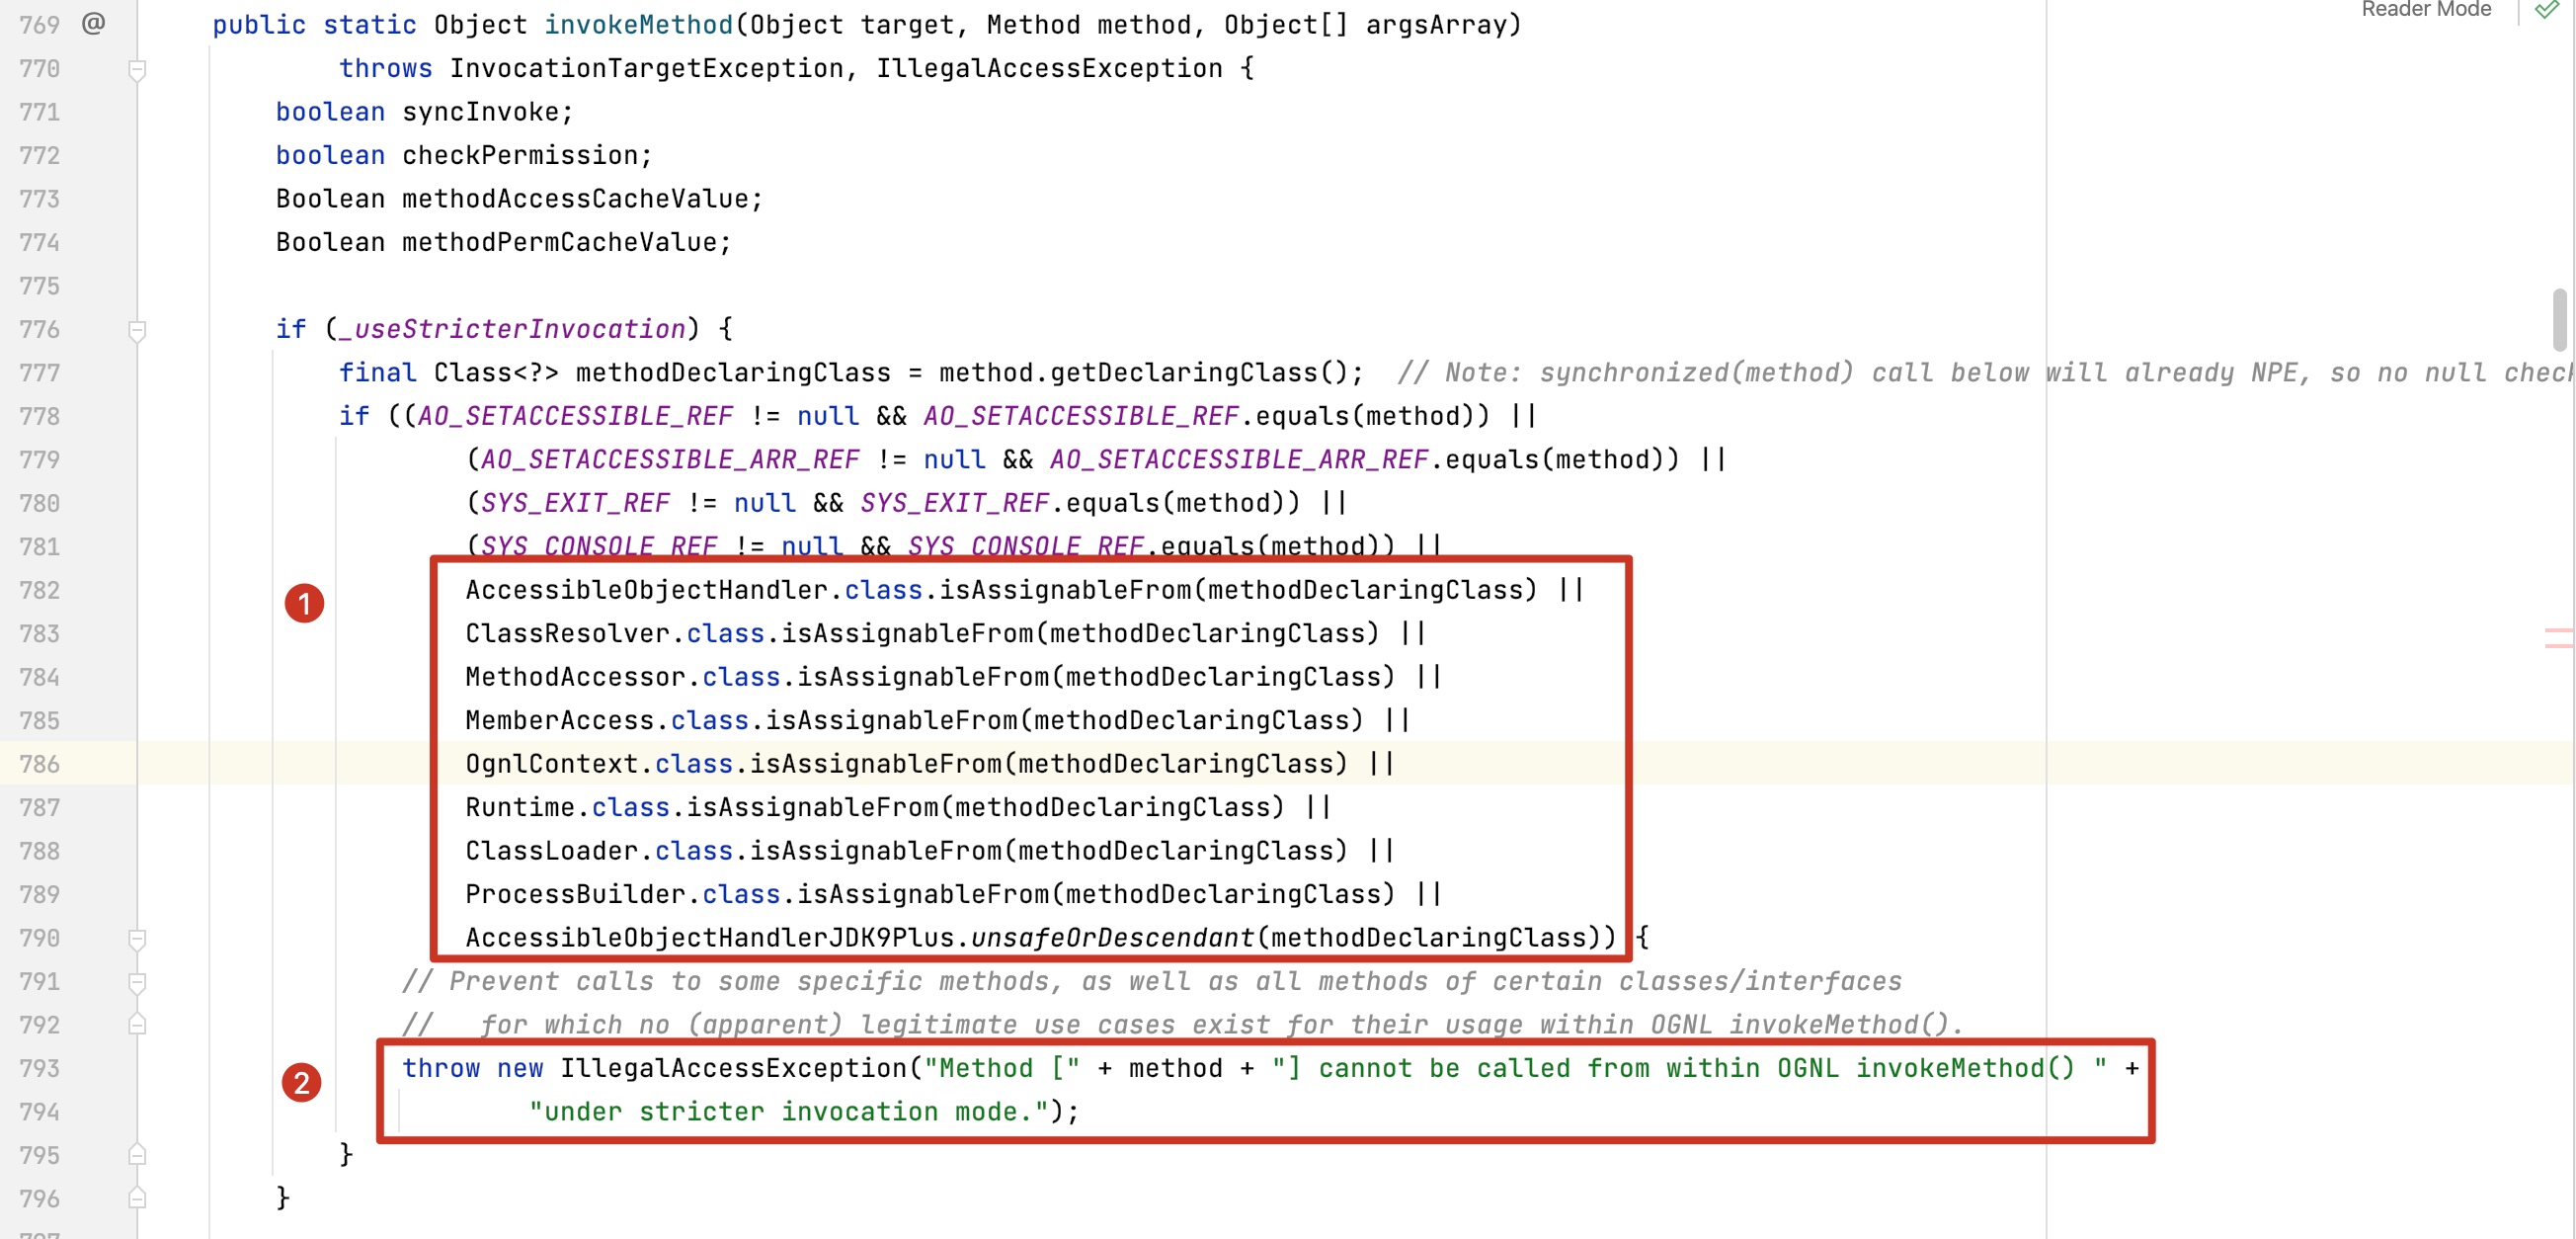 Reader Mode
769 @ public static Object invokeMethod(Object target, Method method, Object[] argsArray)
770 throws InvocationTargetException, IllegalAccessException {
771 boolean syncInvoke;
772 boolean checkPermission;
773 Boolean methodAccessCacheValue;
774 Boolean methodPermCacheValue;
775
776 if (_useStricterInvocation) {
777 final Class<?> methodDeclaringClass = method.getDeclaringClass();  // Note: synchronized(method) call below will already NPE, so no null check
778 if ((AO_SETACCESSIBLE_REF != null && AO_SETACCESSIBLE_REF.equals(method)) ||
779 (AO_SETACCESSIBLE_ARR_REF != null && AO_SETACCESSIBLE_ARR_REF.equals(method)) ||
780 (SYS_EXIT_REF != null && SYS_EXIT_REF.equals(method)) ||
781 (SYS_CONSOLE_REF != null && SYS_CONSOLE_REF.equals(method)) ||
782 AccessibleObjectHandler.class.isAssignableFrom(methodDeclaringClass) ||
1
783 ClassResolver.class.isAssignableFrom(methodDeclaringClass) ||
784 MethodAccessor.class.isAssignableFrom(methodDeclaringClass) ||
785 MemberAccess.class.isAssignableFrom(methodDeclaringClass) ||
786 OgnlContext.class.isAssignableFrom(methodDeclaringClass) ||
787 Runtime.class.isAssignableFrom(methodDeclaringClass) ||
788 ClassLoader.class.isAssignableFrom(methodDeclaringClass) ||
789 ProcessBuilder.class.isAssignableFrom(methodDeclaringClass) ||
790 AccessibleObjectHandlerJDK9Plus.unsafeOrDescendant(methodDeclaringClass)) {
791 // Prevent calls to some specific methods, as well as all methods of certain classes/interfaces
792 //   for which no (apparent) legitimate use cases exist for their usage within OGNL invokeMethod().
793 throw new IllegalAccessException("Method [" + method + "] cannot be called from within OGNL invokeMethod() " +
2
794 "under stricter invocation mode.");
795 }
796 }
797